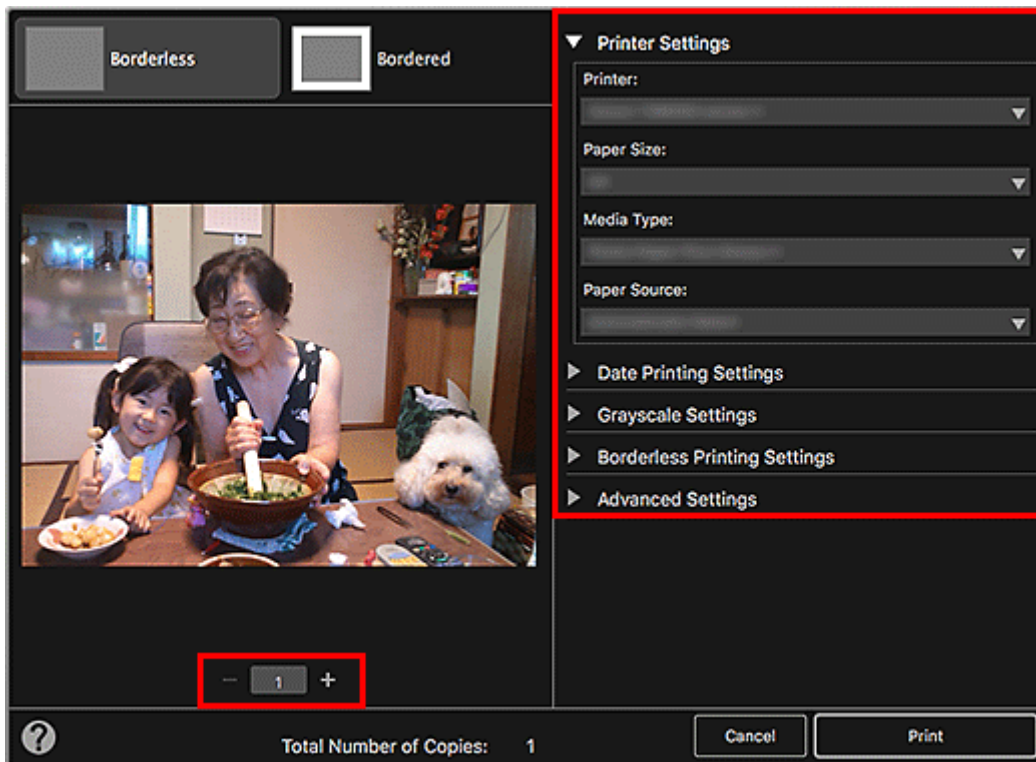 Borderless
Bordered
Printer Settings
Printer:
Paper Size:
Media Type:
Paper Source:
Date Printing Settings
Grayscale Settings
Borderless Printing Settings
Advanced Settings
− 1 +
?
Total Number of Copies: 1
Cancel
Print